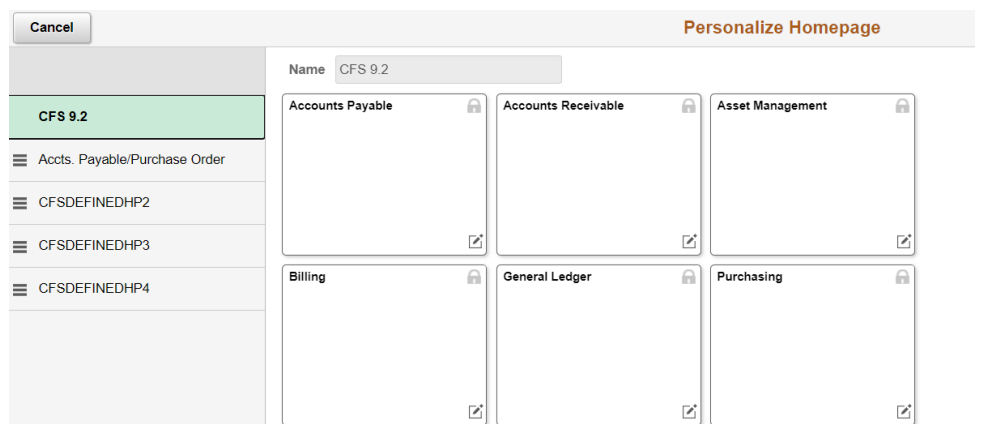 Cancel
Personalize Homepage
Name CFS 9.2
CFS 9.2
Accts. Payable/Purchase Order
CFSDEFINEDHP2
CFSDEFINEDHP3
CFSDEFINEDHP4
Accounts Payable
Accounts Receivable
Asset Management
Billing
General Ledger
Purchasing